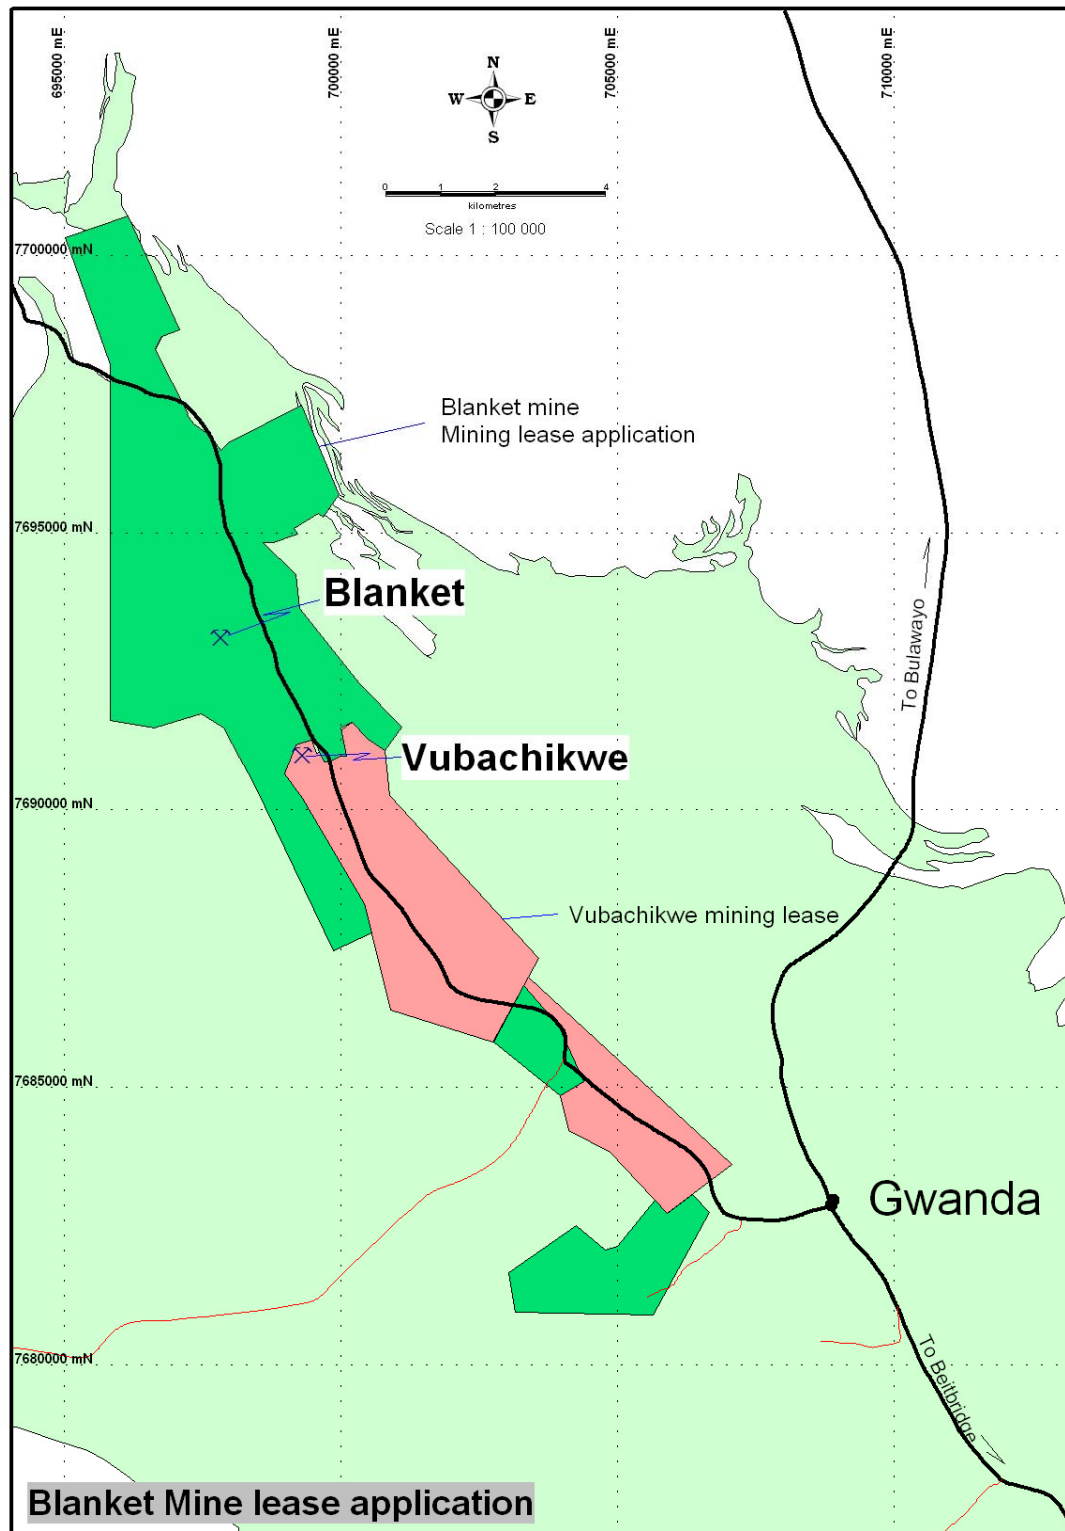 695000 mE
700000 mE
705000 mE
710000 mE
N
W E
S
0 1 2 4
kilometres
Scale 1 : 100 000
7700000 mN
Blanket mine
Mining lease application
7695000 mN
Blanket
To Bulawayo
Vubachikwe
7690000 mN
Vubachikwe mining lease
7685000 mN
Gwanda
7680000 mN
To Beitbridge
Blanket Mine lease application